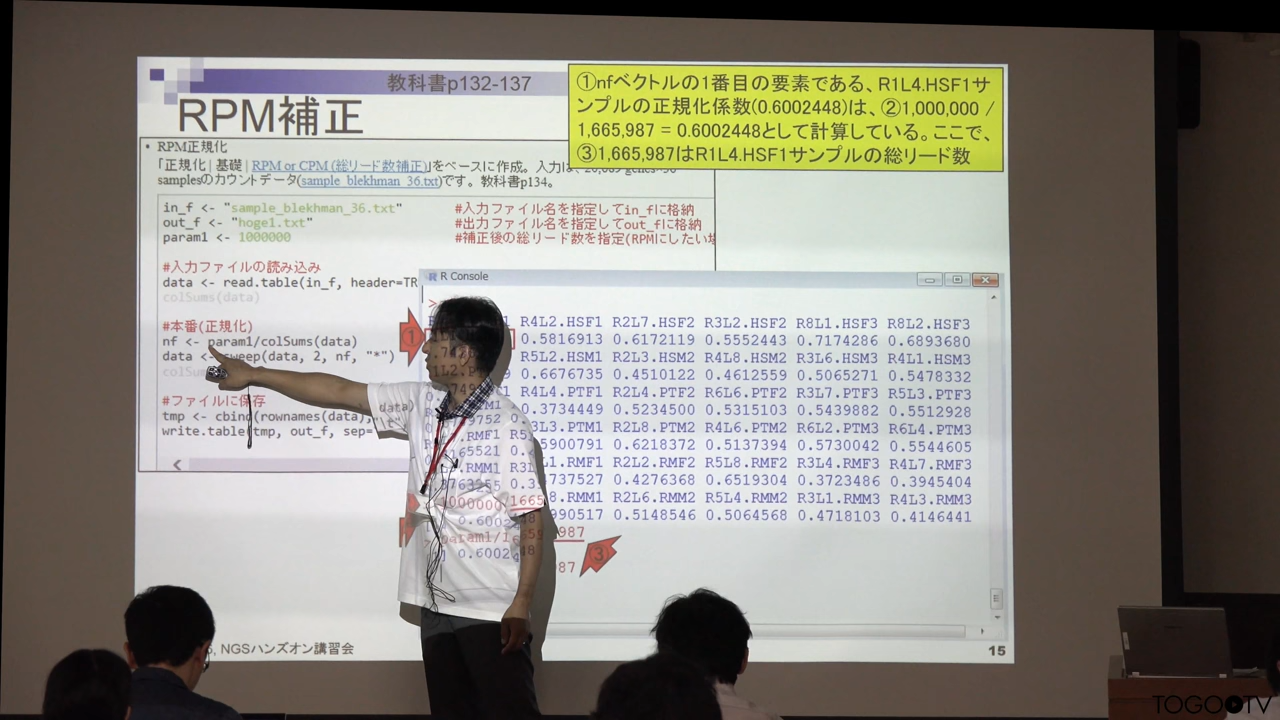 教科書p132-137
RPM補正
①nfベクトルの1番目の要素である、R1L4.HSF1サ
ンプルの正規化係数(0.6002448)は、②1,000,000 /
1,665,987 = 0.6002448として計算している。ここで、
③1,665,987はR1L4.HSF1サンプルの総リード数
• RPM正規化
「正規化 | 基礎 | RPM or CPM (総リード数補正)」をベースに作成。入力は、
samplesのカウントデータ(sample_blekhman_36.txt)です。教科書p134。
in_f <- "sample_blekhman_36.txt" #入力ファイル名を指定してin_fに格納
out_f <- "hoge1.txt" #出力ファイル名を指定してout_fに格納
param1 <- 1000000 #補正後の総リード数を指定(RPMにしたい場
#入力ファイルの読み込み
data <- read.table(in_f, header=TR
colSums(data)
#本番(正規化)
nf <- param1/colSums(data)
data <- sweep(data, 2, nf, "*")
colSum
#ファイルに保存
tmp <- cbind(rownames(data), data)
write.table(tmp, out_f, sep=
R Console
>
R4L2.HSF1 R2L7.HSF2 R3L2.HSF2 R8L1.HSF3 R8L2.HSF3
① 0.5816913 0.6172119 0.5552443 0.7174286 0.6893680
R5L2.HSM1 R2L3.HSM2 R4L8.HSM2 R3L6.HSM3 R4L1.HSM3
0.6676735 0.4510122 0.4612559 0.5065271 0.5478332
R4L4.PTF1 R2L4.PTF2 R6L6.PTF2 R3L7.PTF3 R5L3.PTF3
0.3734449 0.5234500 0.5315103 0.5439882 0.5512928
3L3.PTM1 R2L8.PTM2 R4L6.PTM2 R6L2.PTM3 R6L4.PTM3
5900791 0.6218372 0.5137394 0.5730042 0.5544605
L1.RMF1 R2L2.RMF2 R5L8.RMF2 R3L4.RMF3 R4L7.RMF3
737527 0.4276368 0.6519304 0.3723486 0.3945404
8.RMM1 R2L6.RMM2 R5L4.RMM2 R3L1.RMM3 R4L3.RMM3
990517 0.5148546 0.5064568 0.4718103 0.4146441
1000000/1665
987
③
987
, NGSハンズオン講習会
15
TOGOTV